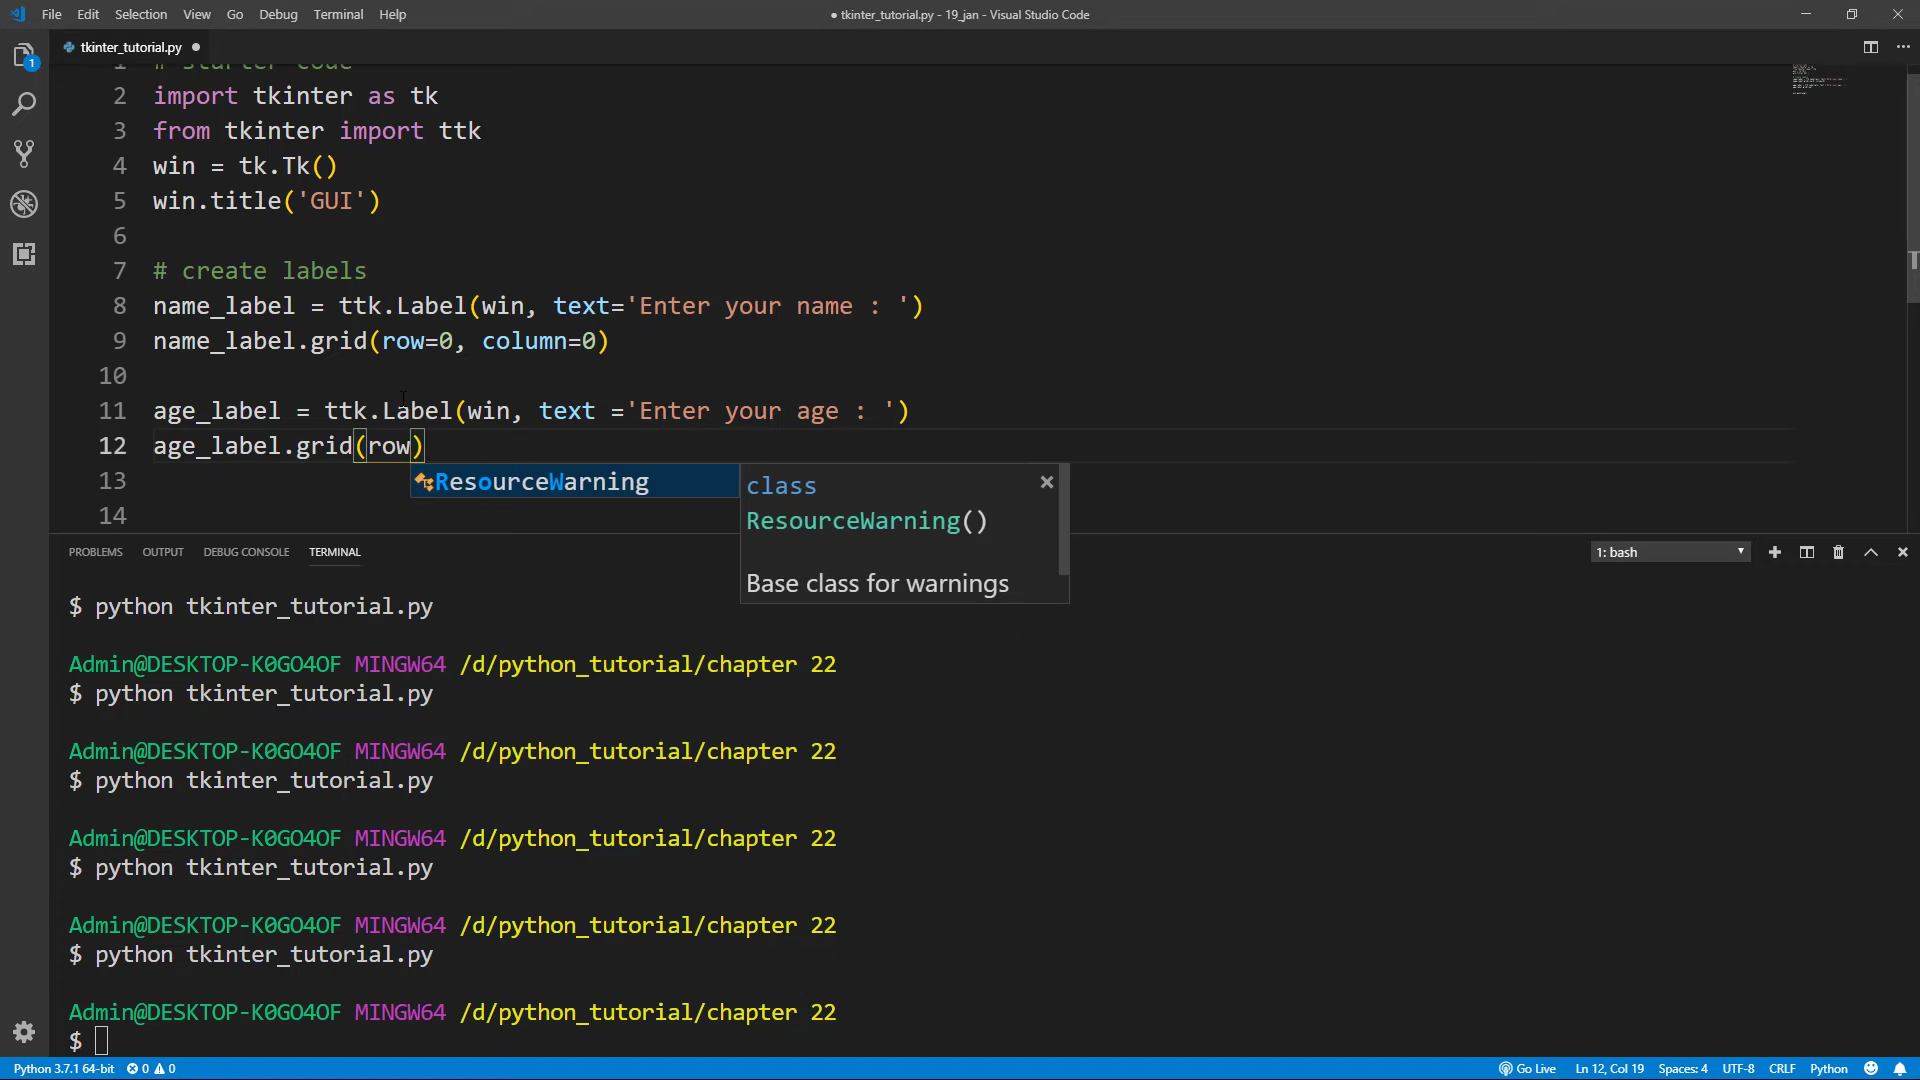 File Edit Selection View Go Debug Terminal Help
● tkinter_tutorial.py - 19_jan - Visual Studio Code
tkinter_tutorial.py ●
1 # starter code
2 import tkinter as tk
3 from tkinter import ttk
4 win = tk.Tk()
5 win.title('GUI')
6
7 # create labels
8 name_label = ttk.Label(win, text='Enter your name : ')
9 name_label.grid(row=0, column=0)
10
11 age_label = ttk.Label(win, text ='Enter your age : ')
12 age_label.grid(row)
13
14
ResourceWarning
class
ResourceWarning()
Base class for warnings
PROBLEMS OUTPUT DEBUG CONSOLE TERMINAL
1: bash
$ python tkinter_tutorial.py
Admin@DESKTOP-K0GO4OF MINGW64 /d/python_tutorial/chapter 22
$ python tkinter_tutorial.py
Admin@DESKTOP-K0GO4OF MINGW64 /d/python_tutorial/chapter 22
$ python tkinter_tutorial.py
Admin@DESKTOP-K0GO4OF MINGW64 /d/python_tutorial/chapter 22
$ python tkinter_tutorial.py
Admin@DESKTOP-K0GO4OF MINGW64 /d/python_tutorial/chapter 22
$ python tkinter_tutorial.py
Admin@DESKTOP-K0GO4OF MINGW64 /d/python_tutorial/chapter 22
$
Python 3.7.1 64-bit 0 0 Go Live Ln 12, Col 19 Spaces: 4 UTF-8 CRLF Python